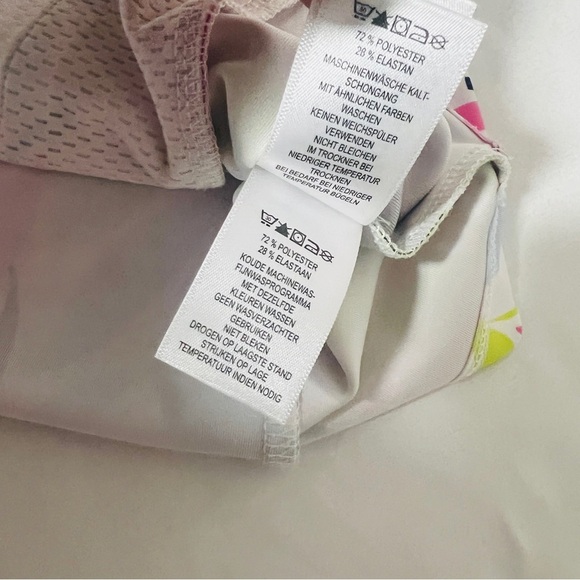 72 % POLYESTER
28 % ELASTAN
MASCHINENWÄSCHE KALT-
SCHONGANG
MIT ÄHNLICHEN FARBEN
WASCHEN
KEINEN WEICHSPÜLER
VERWENDEN
NICHT BLEICHEN
IM TROCKNER BEI
NIEDRIGER TEMPERATUR
TROCKNEN
BEI BEDARF BEI NIEDRIGER
TEMPERATUR BÜGELN
30
72 % POLYESTER
28 % ELASTAAN
KOUDE MACHINEWAS-
FIJNWASPROGRAMMA
MET DEZELFDE
KLEUREN WASSEN
GEEN WASVERZACHTER
GEBRUIKEN
NIET BLEKEN
DROGEN OP LAAGSTE STAND
STRIJKEN OP LAGE
TEMPERATUUR INDIEN NODIG